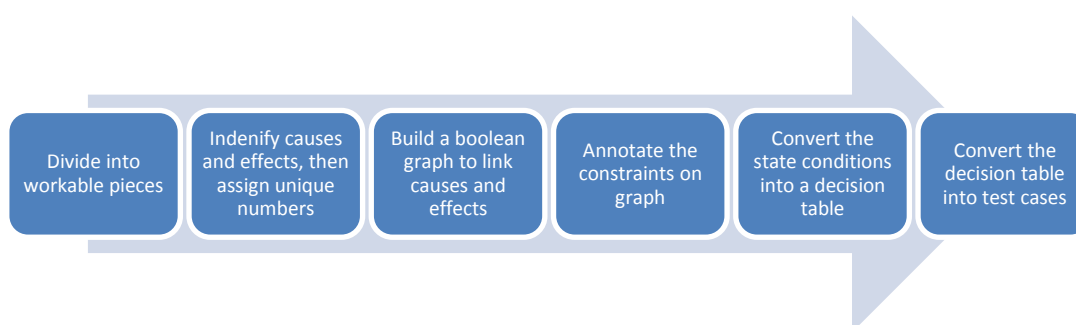 Divide into
workable pieces
Indenify causes
and effects, then
assign unique
numbers
Build a boolean
graph to link
causes and
effects
Annotate the
constraints on
graph
Convert the
state conditions
into a decision
table
Convert the
decision table
into test cases